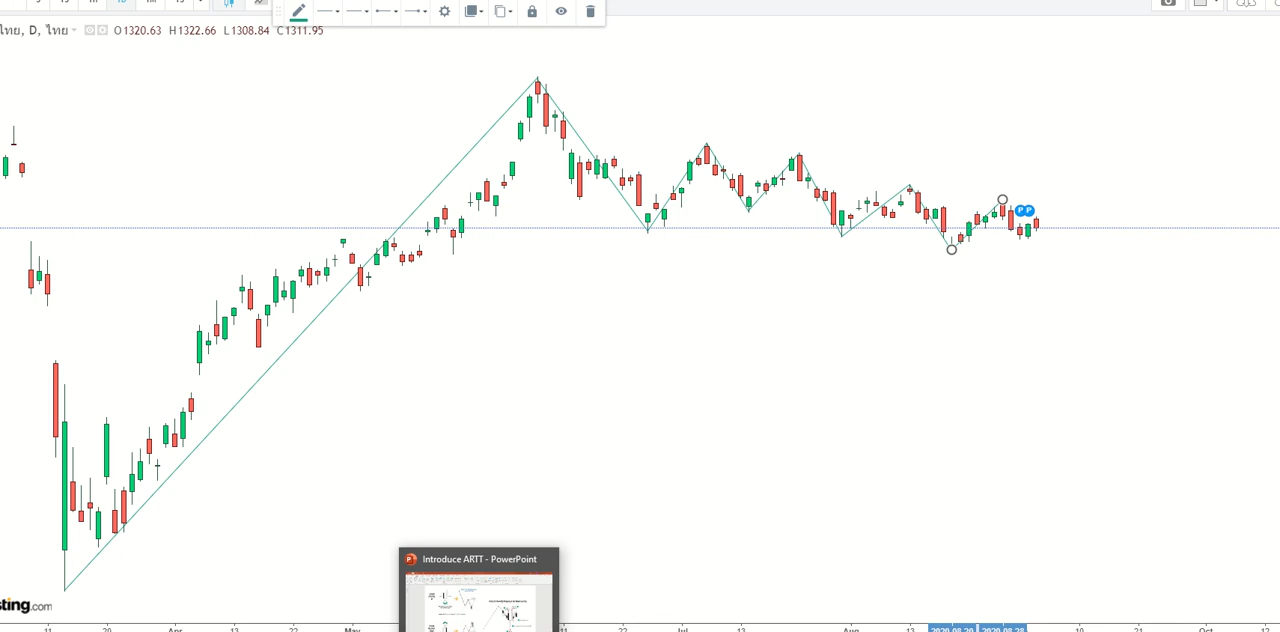 ไทย, D, ไทย O1320.63 H1322.66 L1308.84 C1311.95
P P
Introduce ARTT - PowerPoint
sting.com
11 20 Apr 13 22 May 11 22 Jul 13 Aug 13 2020-08-20 2020-08-28 10 21 Oct 12